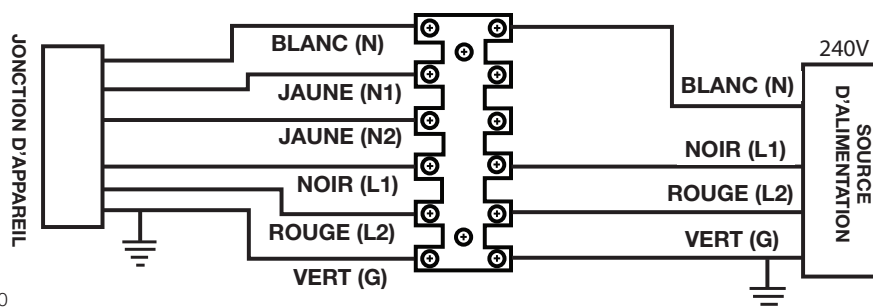 JONCTION D'APPAREIL
BLANC (N)
JAUNE (N1)
JAUNE (N2)
NOIR (L1)
ROUGE (L2)
VERT (G)
240V
BLANC (N)
NOIR (L1)
ROUGE (L2)
VERT (G)
SOURCE
D'ALIMENTATION
0